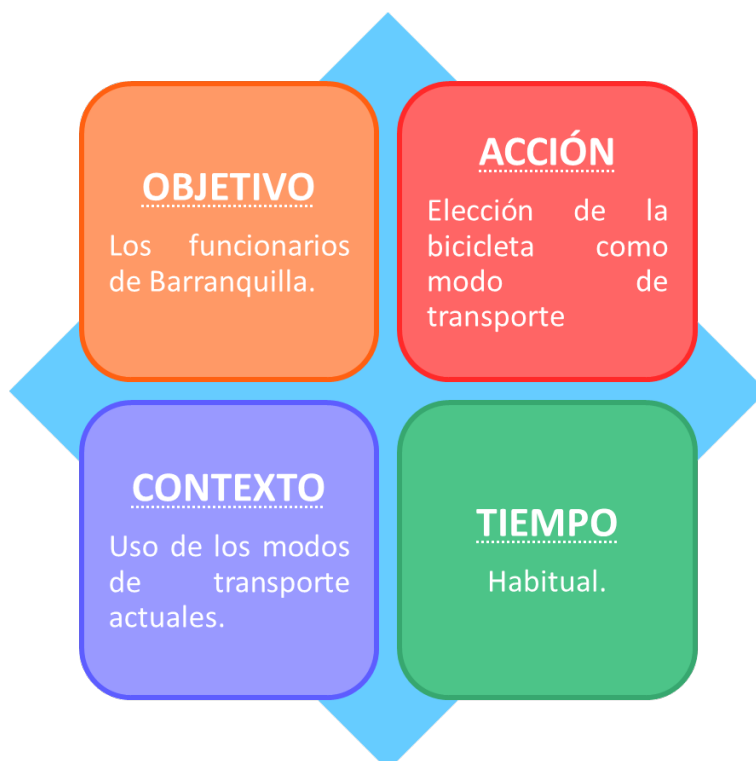 OBJETIVO
Los funcionarios
de Barranquilla.
ACCIÓN
Elección de la
bicicleta como
modo de
transporte
CONTEXTO
Uso de los modos
de transporte
actuales.
TIEMPO
Habitual.